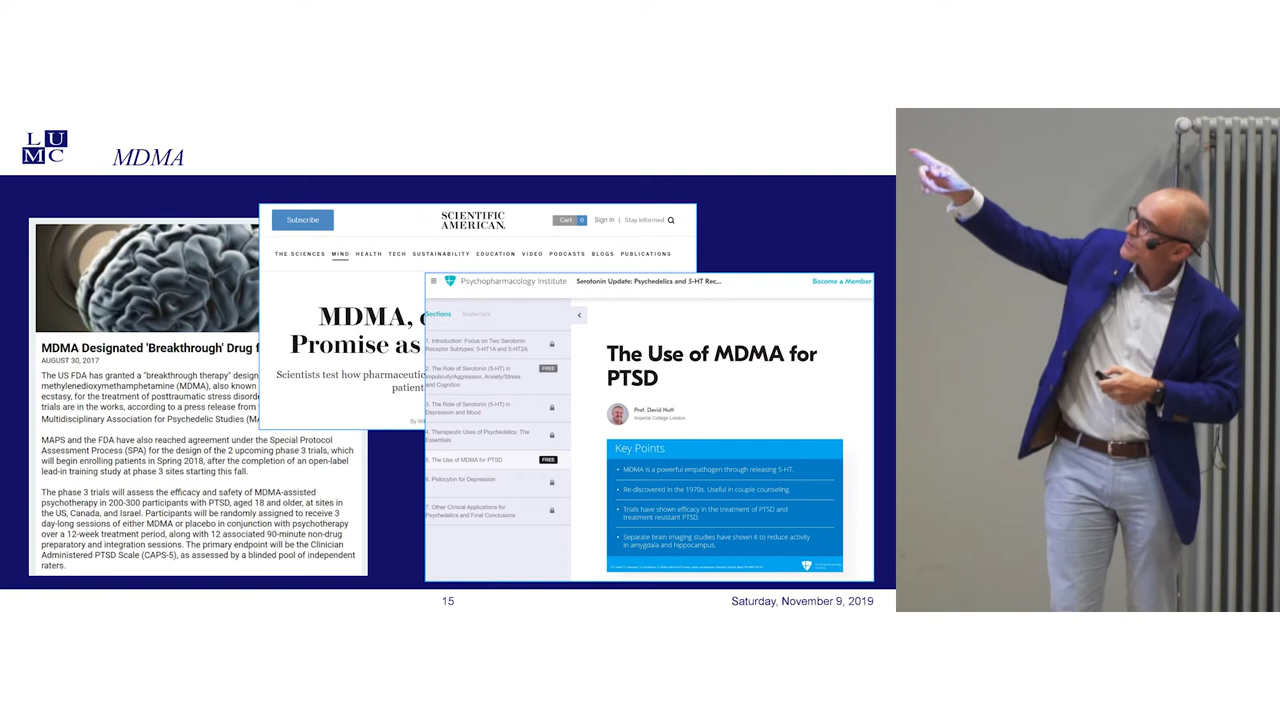 L U
M C
MDMA
MDMA Designated 'Breakthrough' Drug f
AUGUST 30, 2017
The US FDA has granted a "breakthrough therapy" desig
methylenedioxymethamphetamine (MDMA), also known
ecstasy, for the treatment of posttraumatic stress disord
trials are in the works, according to a press release from
Multidisciplinary Association for Psychedelic Studies (MA
MAPS and the FDA have also reached agreement under the Special Protocol
Assessment Process (SPA) for the design of the 2 upcoming phase 3 trials, which
will begin enrolling patients in Spring 2018, after the completion of an open-label
lead-in training study at phase 3 sites starting this fall.
The phase 3 trials will assess the efficacy and safety of MDMA-assisted
psychotherapy in 200-300 participants with PTSD, aged 18 and older, at sites in
the US, Canada, and Israel. Participants will be randomly assigned to receive 3
day-long sessions of either MDMA or placebo in conjunction with psychotherapy
over a 12-week treatment period, along with 12 associated 90-minute non-drug
preparatory and integration sessions. The primary endpoint will be the Clinician
Administered PTSD Scale (CAPS-5), as assessed by a blinded pool of independent
raters.
Subscribe
SCIENTIFIC
AMERICAN.
Cart 0 Sign In | Stay Informed
THE SCIENCES MIND HEALTH TECH SUSTAINABILITY EDUCATION VIDEO PODCASTS BLOGS PUBLICATIONS
MDMA,
Promise as
Scientists test how pharmaceutic
patient
By
Psychopharmacology Institute Serotonin Update: Psychedelics and 5-HT Rec... Become a Member
Sections Materials
1. Introduction: Focus on Two Serotonin
Receptor Subtypes: 5-HT1A and 5-HT2A
2. The Role of Serotonin (5-HT) in FREE
Impulsivity/Aggression, Anxiety/Stress
and Cognition
3. The Role of Serotonin (5-HT) in
Depression and Mood
4. Therapeutic Uses of Psychedelics: The
Essentials
5. The Use of MDMA for PTSD FREE
6. Psilocybin for Depression
7. Other Clinical Applications for
Psychedelics and Final Conclusions
The Use of MDMA for
PTSD
Prof. David Nutt
Imperial College London
Key Points
MDMA is a powerful empathogen through releasing 5-HT.
Re-discovered in the 1970s. Useful in couple counseling.
Trials have shown efficacy in the treatment of PTSD and
treatment resistant PTSD.
Separate brain imaging studies have shown it to reduce activity
in amygdala and hippocampus.
Psychopharmacology
Institute
15
Saturday, November 9, 2019